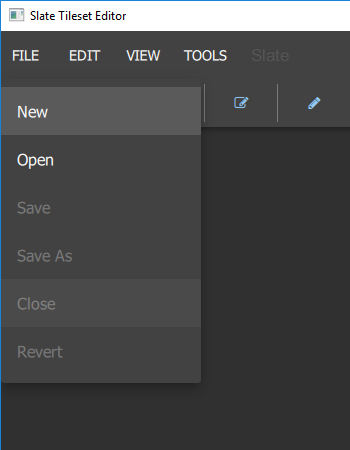 Slate Tileset Editor
FILE EDIT VIEW TOOLS Slate
New
Open
Save
Save As
Close
Revert